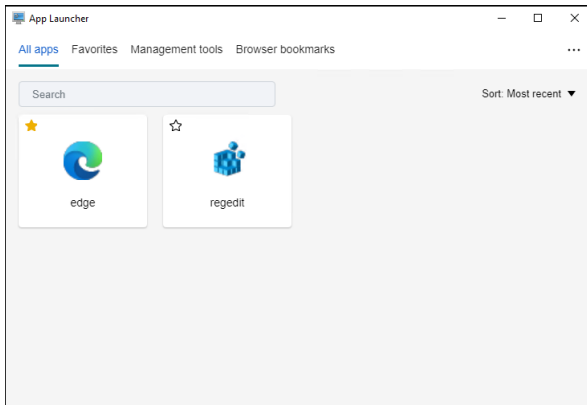 App Launcher
All apps Favorites Management tools Browser bookmarks
Search Sort: Most recent
edge regedit